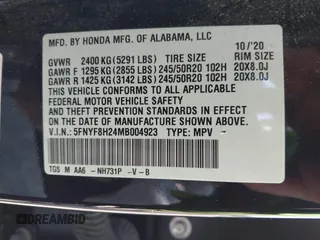 MFD. BY HONDA MFG. OF ALABAMA, LLC 10/'20
GVWR 2400 KG (5291 LBS) TIRE SIZE RIM SIZE
GAWR F 1295 KG (2855 LBS) 245/50R20 102H 20X8.0J
GAWR R 1425 KG (3142 LBS) 245/50R20 102H 20X8.0J
THIS VEHICLE CONFORMS TO ALL APPLICABLE
FEDERAL MOTOR VEHICLE SAFETY AND
THEFT PREVENTION STANDARDS IN EFFECT ON
THE DATE OF MANUFACTURE SHOWN ABOVE.
V.I.N.: 5FNYF8H24MB004923 TYPE: MPV
TG5 M AA6 -NH731P -V-B
DREAMBID